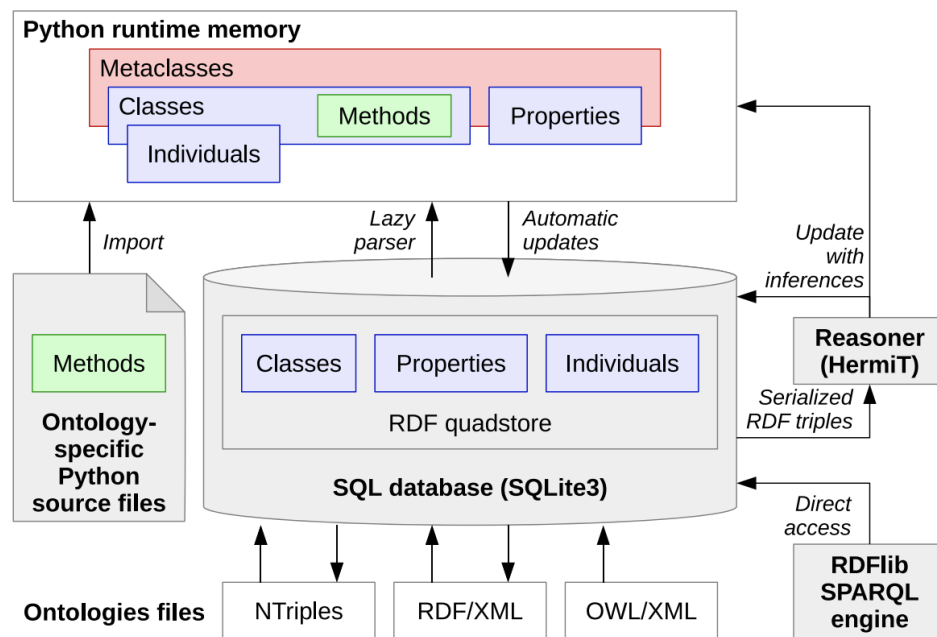 Python runtime memory
Metaclasses
Classes
Methods
Properties
Individuals
Import
Lazy
parser
Automatic
updates
Update
with
inferences
Methods
Ontology-
specific
Python
source files
Classes
Properties
Individuals
RDF quadstore
SQL database (SQLite3)
Reasoner
(HermiT)
Serialized
RDF triples
Direct
access
RDFlib
SPARQL
engine
Ontologies files
NTriples
RDF/XML
OWL/XML